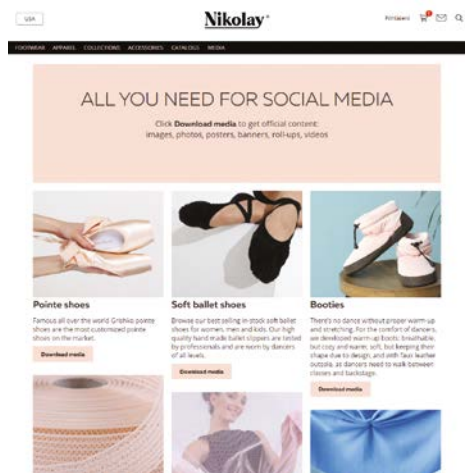 USA
Nikolay®
FOOTWEAR APPAREL COLLECTIONS ACCESSORIES CATALOGS MEDIA
ALL YOU NEED FOR SOCIAL MEDIA
Click Download media to get official content:
images, photos, posters, banners, roll-ups, videos
Pointe shoes
Famous all over the world Grishko pointe
shoes are the most customized pointe
shoes on the market.
Download media
Soft ballet shoes
Browse our best selling in-stock soft ballet
shoes for women, men and kids. Our high
quality hand made ballet slippers are tested
by professionals and are worn by dancers
of all levels.
Download media
Booties
There's no dance without proper warm-up
and stretching. For the comfort of dancers,
we developed warm-up boots: breathable,
but cozy and warm, soft, but keeping their
shape due to design, and with faux leather
outsole, as dancers need to walk between
classes and backstage.
Download media